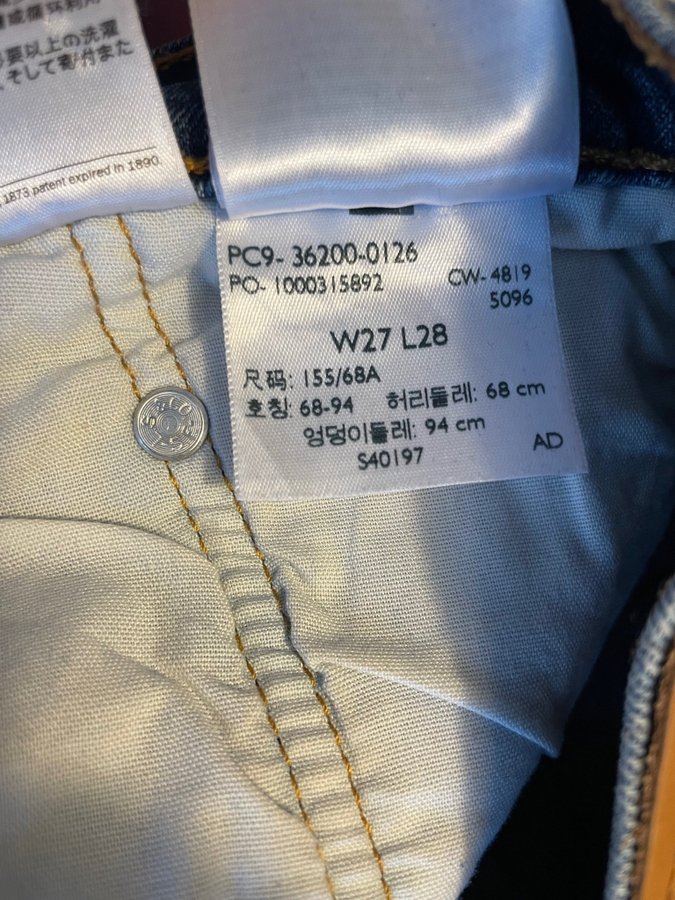 必要以上の洗濯
、そして寄付また
1873 patent expired in 1890.
PC9- 36200-0126
PO- 1000315892 CW- 4819
5096
W27 L28
尺码: 155/68A
호칭: 68-94 허리둘레: 68 cm
엉덩이둘레: 94 cm
S40197 AD